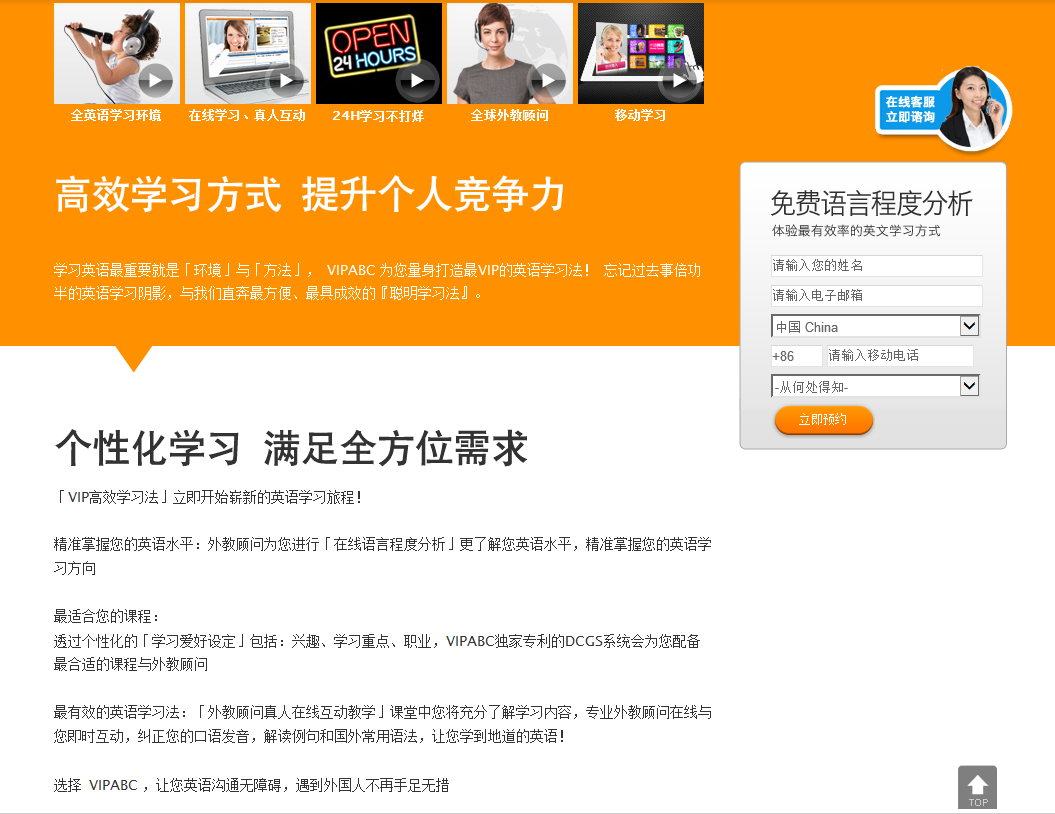 OPEN
24 HOURS
全英语学习环境
在线学习、真人互动
24H学习不打烊
全球外教顾问
移动学习
在线客服
立即谘询
高效学习方式 提升个人竞争力
学习英语最重要就是「环境」与「方法」, VIPABC 为您量身打造最VIP的英语学习法! 忘记过去事倍功
半的英语学习阴影，与我们直奔最方便、最具成效的『聪明学习法』。
免费语言程度分析
体验最有效率的英文学习方式
请输入您的姓名
请输入电子邮箱
中国 China
+86 请输入移动电话
-从何处得知-
立即预约
个性化学习 满足全方位需求
「VIP高效学习法」立即开始崭新的英语学习旅程!
精准掌握您的英语水平：外教顾问为您进行「在线语言程度分析」更了解您英语水平，精准掌握您的英语学
习方向
最适合您的课程：
透过个性化的「学习爱好设定」包括：兴趣、学习重点、职业，VIPABC独家专利的DCGS系统会为您配备
最合适的课程与外教顾问
最有效的英语学习法：「外教顾问真人在线互动教学」课堂中您将充分了解学习内容，专业外教顾问在线与
您即时互动，纠正您的口语发音，解读例句和国外常用语法，让您学到地道的英语!
选择 VIPABC ，让您英语沟通无障碍，遇到外国人不再手足无措
TOP